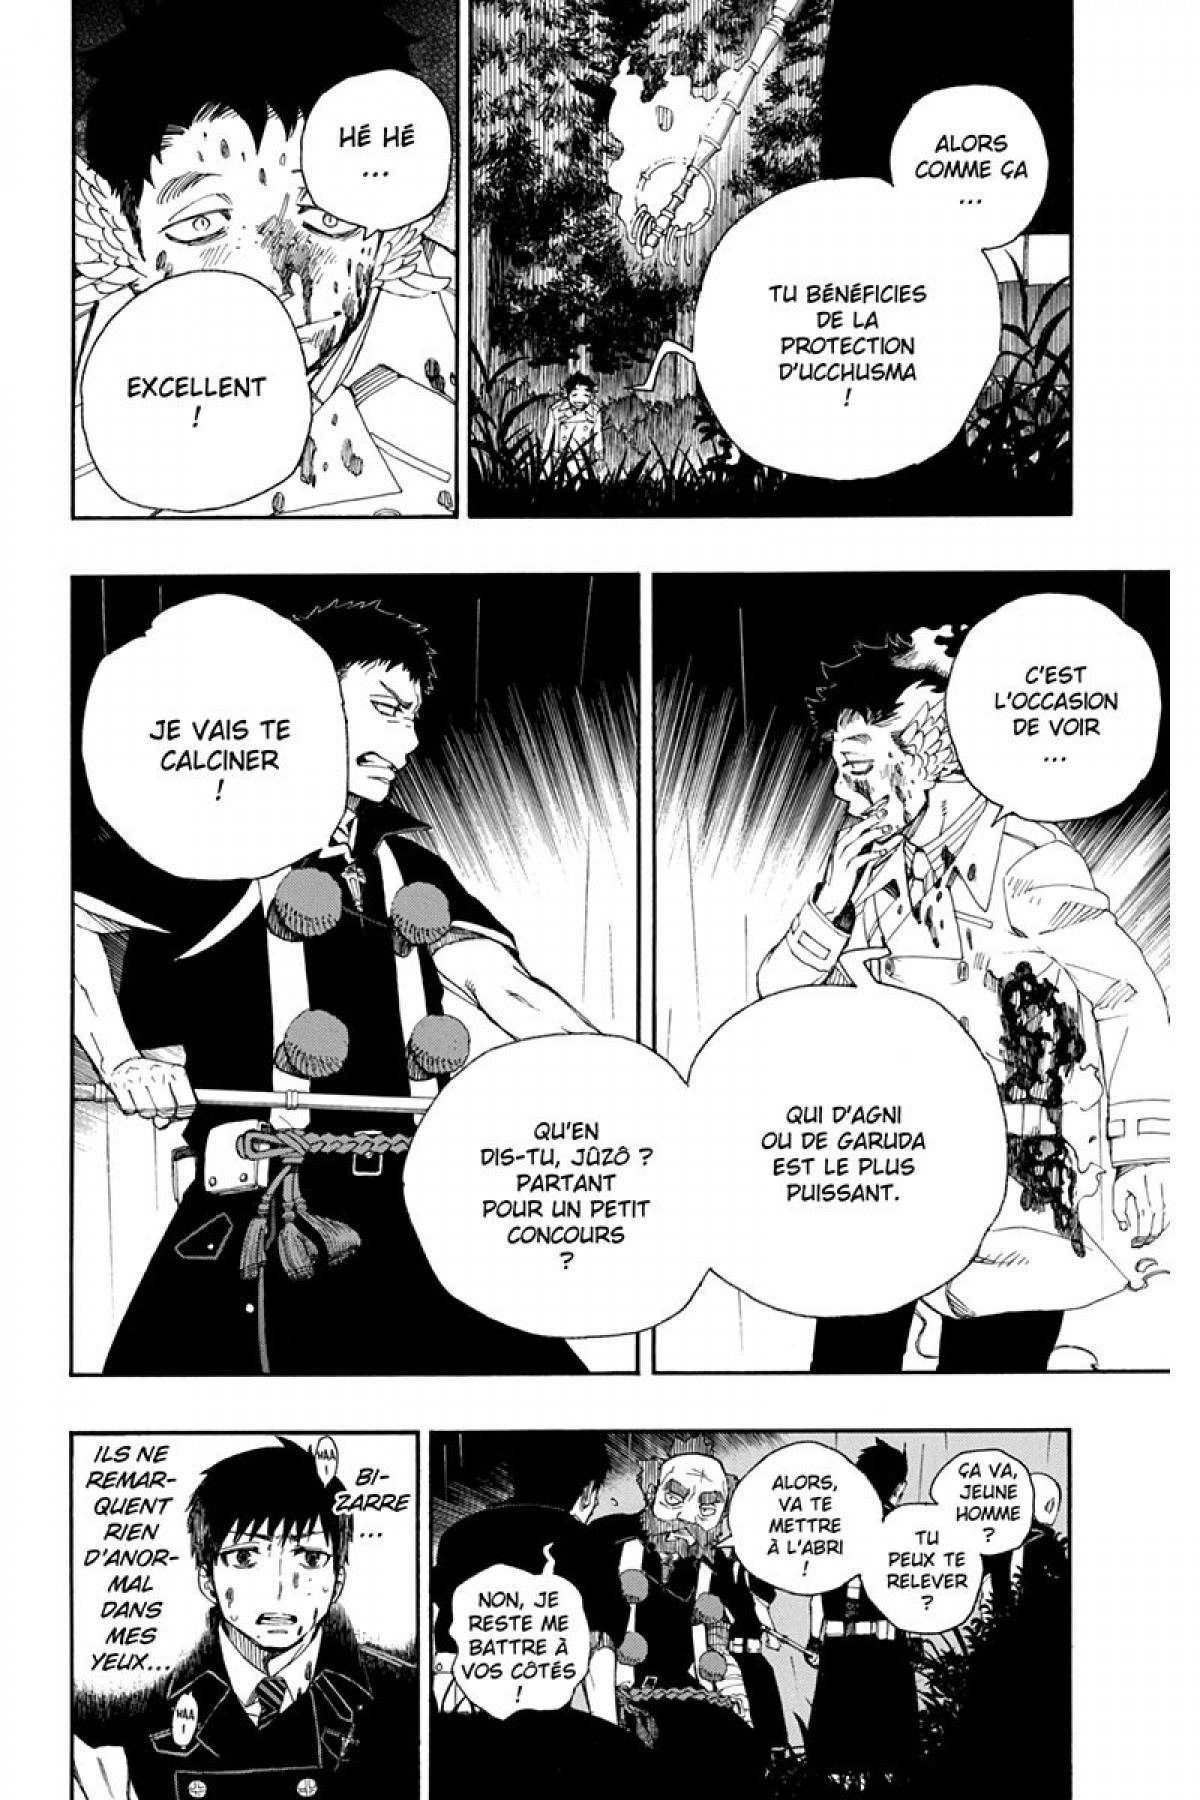 ALORS
COMME ÇA
...
TU BÉNÉFICIES
DE LA
PROTECTION
D'UCCHUSMA
!
HÉ HÉ
...
EXCELLENT
!
C'EST
L'OCCASION
DE VOIR
...
QUI D'AGNI
OU DE GARUDA
EST LE PLUS
PUISSANT.
QU'EN
DIS-TU, JÛZÔ ?
PARTANT
POUR UN PETIT
CONCOURS
?
JE VAIS TE
CALCINER
!
ÇA VA,
JEUNE
HOMME
?
TU
PEUX TE
RELEVER
?
ALORS,
VA TE
METTRE
À L'ABRI
!
NON, JE
RESTE ME
BATTRE À
VOS CÔTÉS
!
HAA
!
BI-
ZARRE
...
ILS NE
REMAR-
QUENT
RIEN
D'ANOR-
MAL
DANS
MES
YEUX...
HAA
!